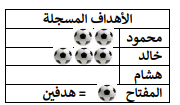 الأهداف المسجلة
محمود
خالد
هشام
المفتاح = هدفين